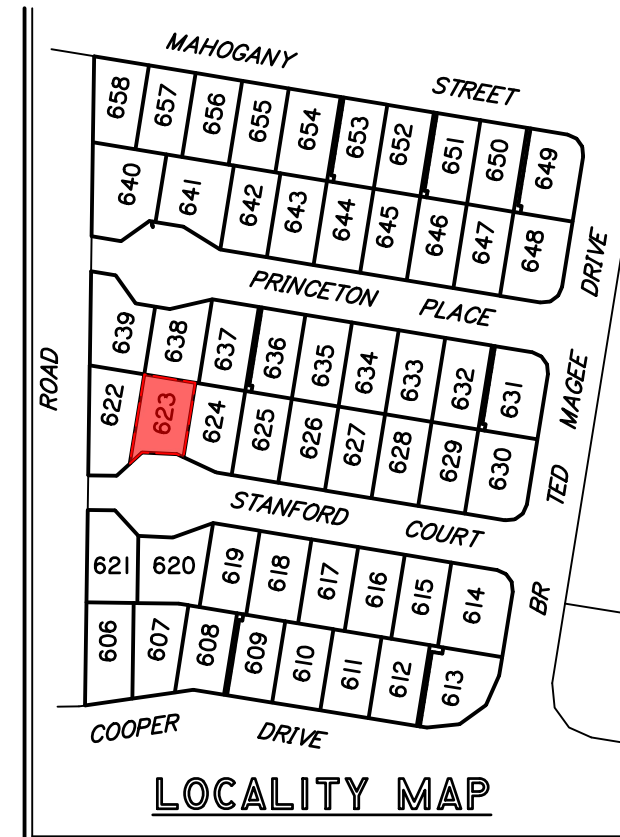 MAHOGANY STREET
658 657 656 655 654 653 652 651 650 649
640 641 642 643 644 645 646 647 648
DRIVE
PRINCETON PLACE
639 638 637 636 635 634 633 632 631
ROAD
MAGEE
622 623 624 625 626 627 628 629 630
TED
STANFORD COURT
621 620 619 618 617 616 615 614
BR
606 607 608 609 610 611 612 613
COOPER DRIVE
LOCALITY MAP